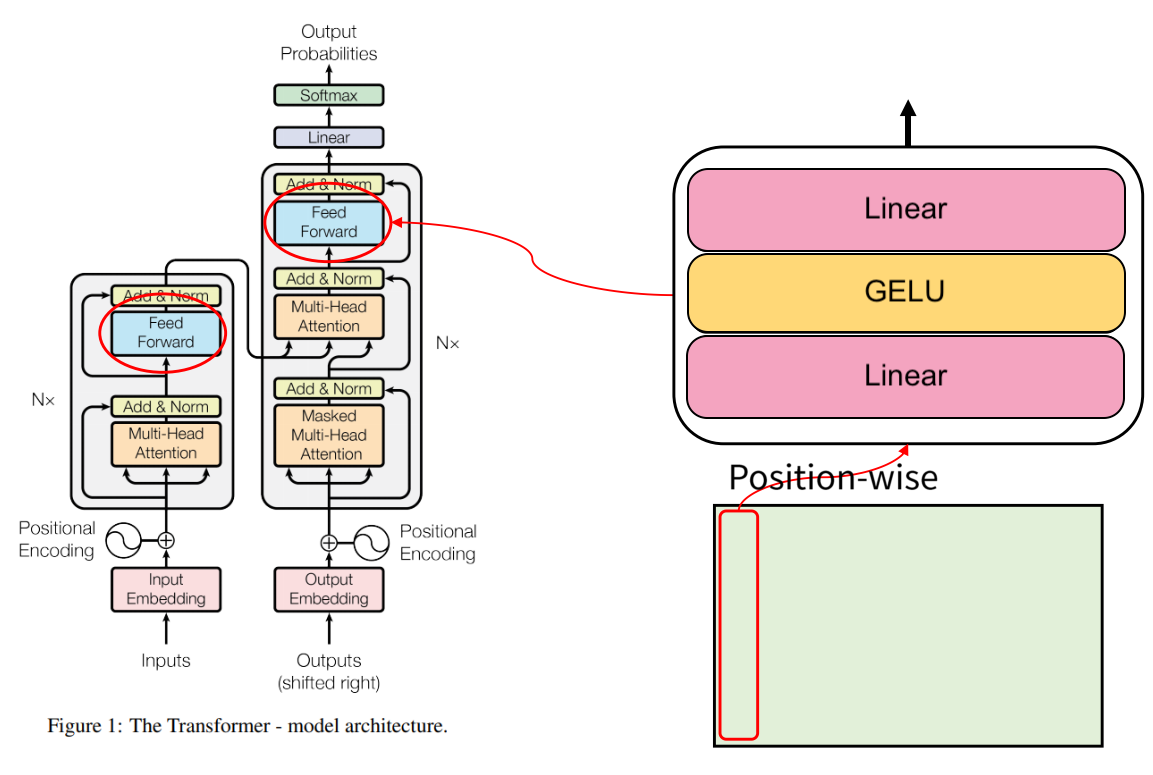 Output
Probabilities
Softmax
Linear
Add & Norm
Feed
Forward
Add & Norm
Multi-Head
Attention
N×
Add & Norm
Masked
Multi-Head
Attention
Add & Norm
Feed
Forward
N×
Add & Norm
Multi-Head
Attention
Positional
Encoding
Positional
Encoding
Input
Embedding
Output
Embedding
Inputs
Outputs
(shifted right)
Figure 1: The Transformer - model architecture.
Linear
GELU
Linear
Position-wise